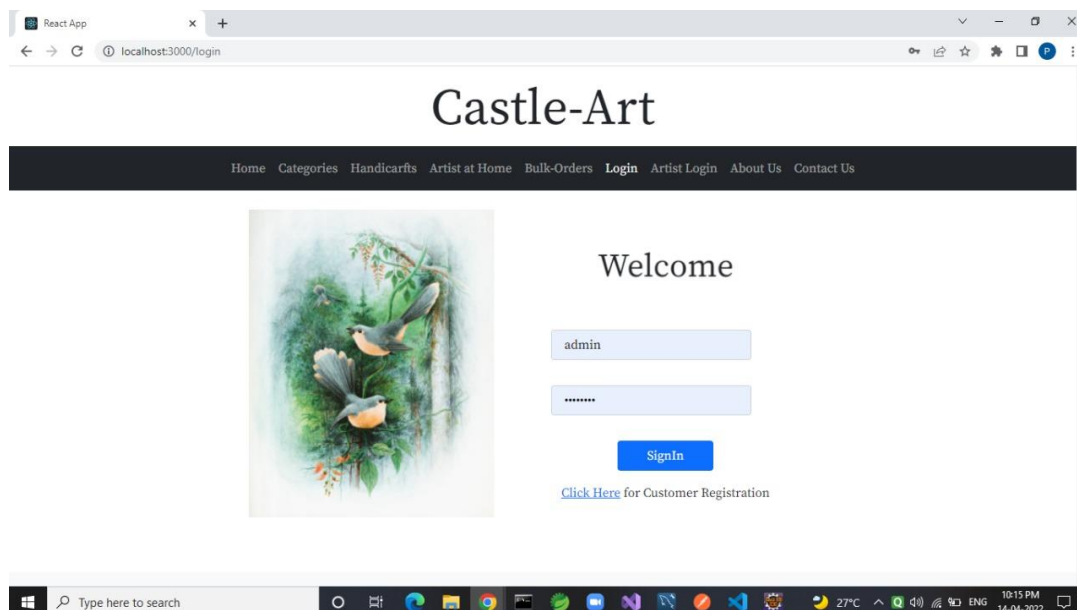 React App
localhost:3000/login
P
Castle-Art
Home Categories Handicarfts Artist at Home Bulk-Orders Login Artist Login About Us Contact Us
Welcome
admin
••••••••
SignIn
Click Here for Customer Registration
Type here to search
27°C ENG 10:15 PM
14-04-2022